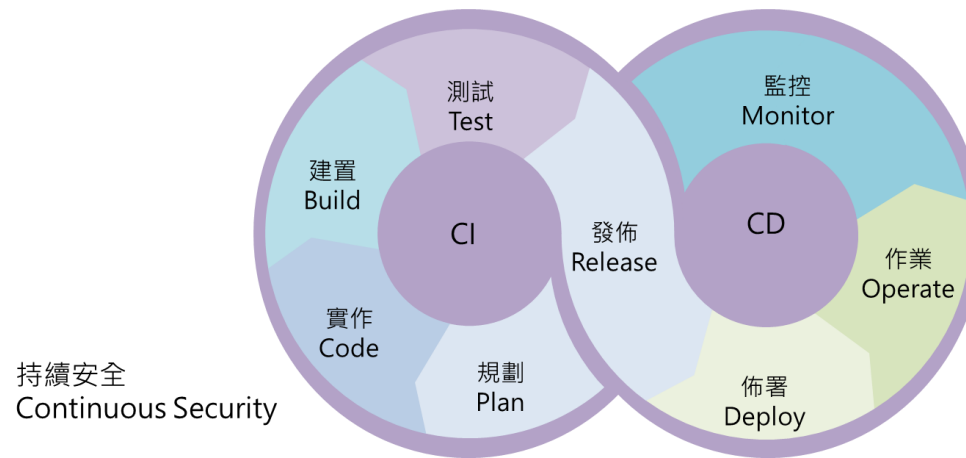 測試
Test
監控
Monitor
建置
Build
CI
CD
發佈
Release
作業
Operate
實作
Code
規劃
Plan
佈署
Deploy
持續安全
Continuous Security